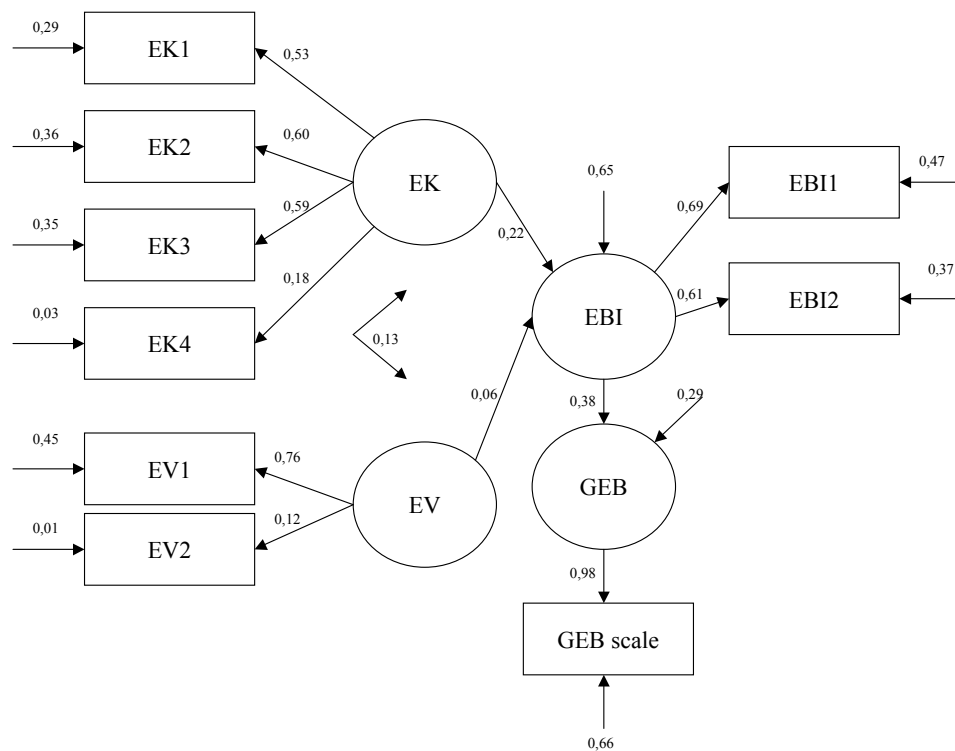 0,29
EK1
0,53
0,36
EK2
0,60
EK
0,35
EK3
0,59
0,22
0,03
EK4
0,18
0,13
0,65
EBI
0,69
EBI1
0,47
0,61
EBI2
0,37
0,06
0,38
0,29
0,45
EV1
0,76
EV
0,01
EV2
0,12
GEB
0,98
GEB scale
0,66